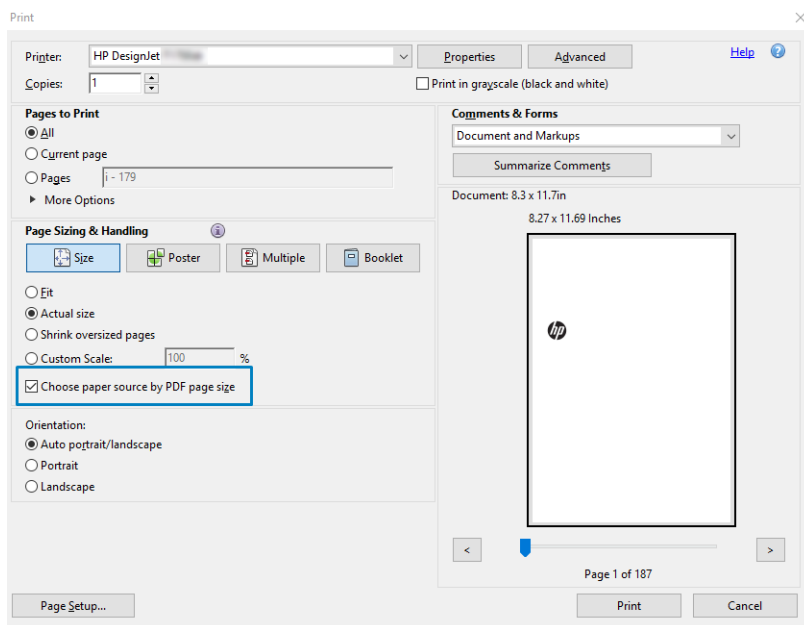 Print
Printer: HP DesignJet Properties Advanced Help
Copies: 1 Print in grayscale (black and white)
Pages to Print
All
Current page
Pages i - 179
More Options
Comments & Forms
Document and Markups
Summarize Comments
Page Sizing & Handling
Size Poster Multiple Booklet
Fit
Actual size
Shrink oversized pages
Custom Scale: 100 %
Choose paper source by PDF page size
Orientation:
Auto portrait/landscape
Portrait
Landscape
Document: 8.3 x 11.7in
8.27 x 11.69 Inches
hp
< >
Page 1 of 187
Page Setup... Print Cancel